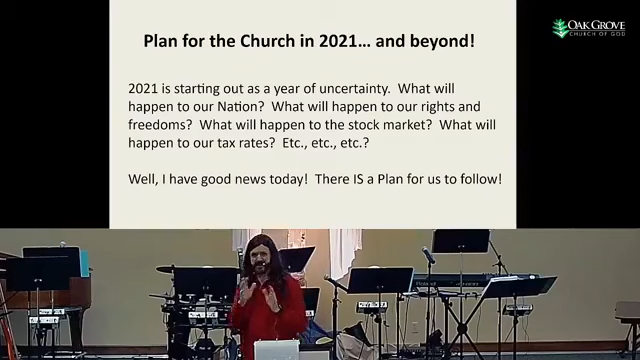 Plan for the Church in 2021... and beyond!
OAK GROVE
CHURCH OF GOD
2021 is starting out as a year of uncertainty. What will
happen to our Nation? What will happen to our rights and
freedoms? What will happen to the stock market? What will
happen to our tax rates? Etc., etc., etc.?
Well, I have good news today! There IS a Plan for us to follow!